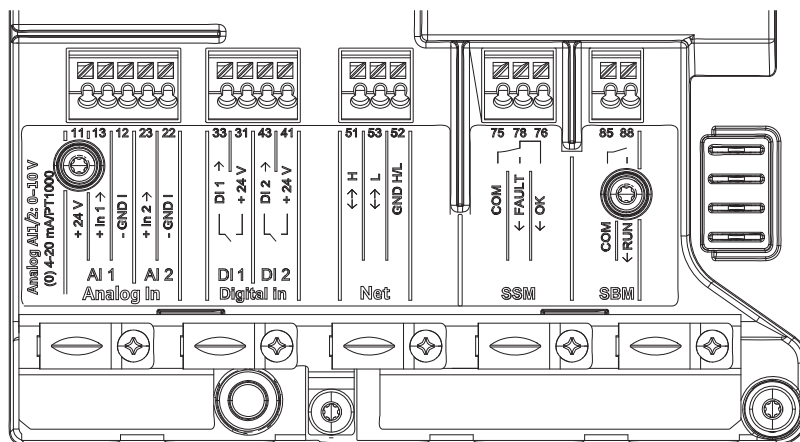 11 13 12 23 22
33 31 43 41
51 53 52
75 78 76
85 88
Analog AI1/2: 0–10 V
(0) 4-20 mA/PT1000
+ 24 V
+ In 1 →
- GND I
+ In 2 →
- GND I
DI 1 →
+ 24 V
DI 2 →
+ 24 V
←→ H
←→ L
GND H/L
COM
← FAULT
← OK
COM
← RUN
AI 1 AI 2
DI 1 DI 2
Analog In
Digital in
Net
SSM
SBM